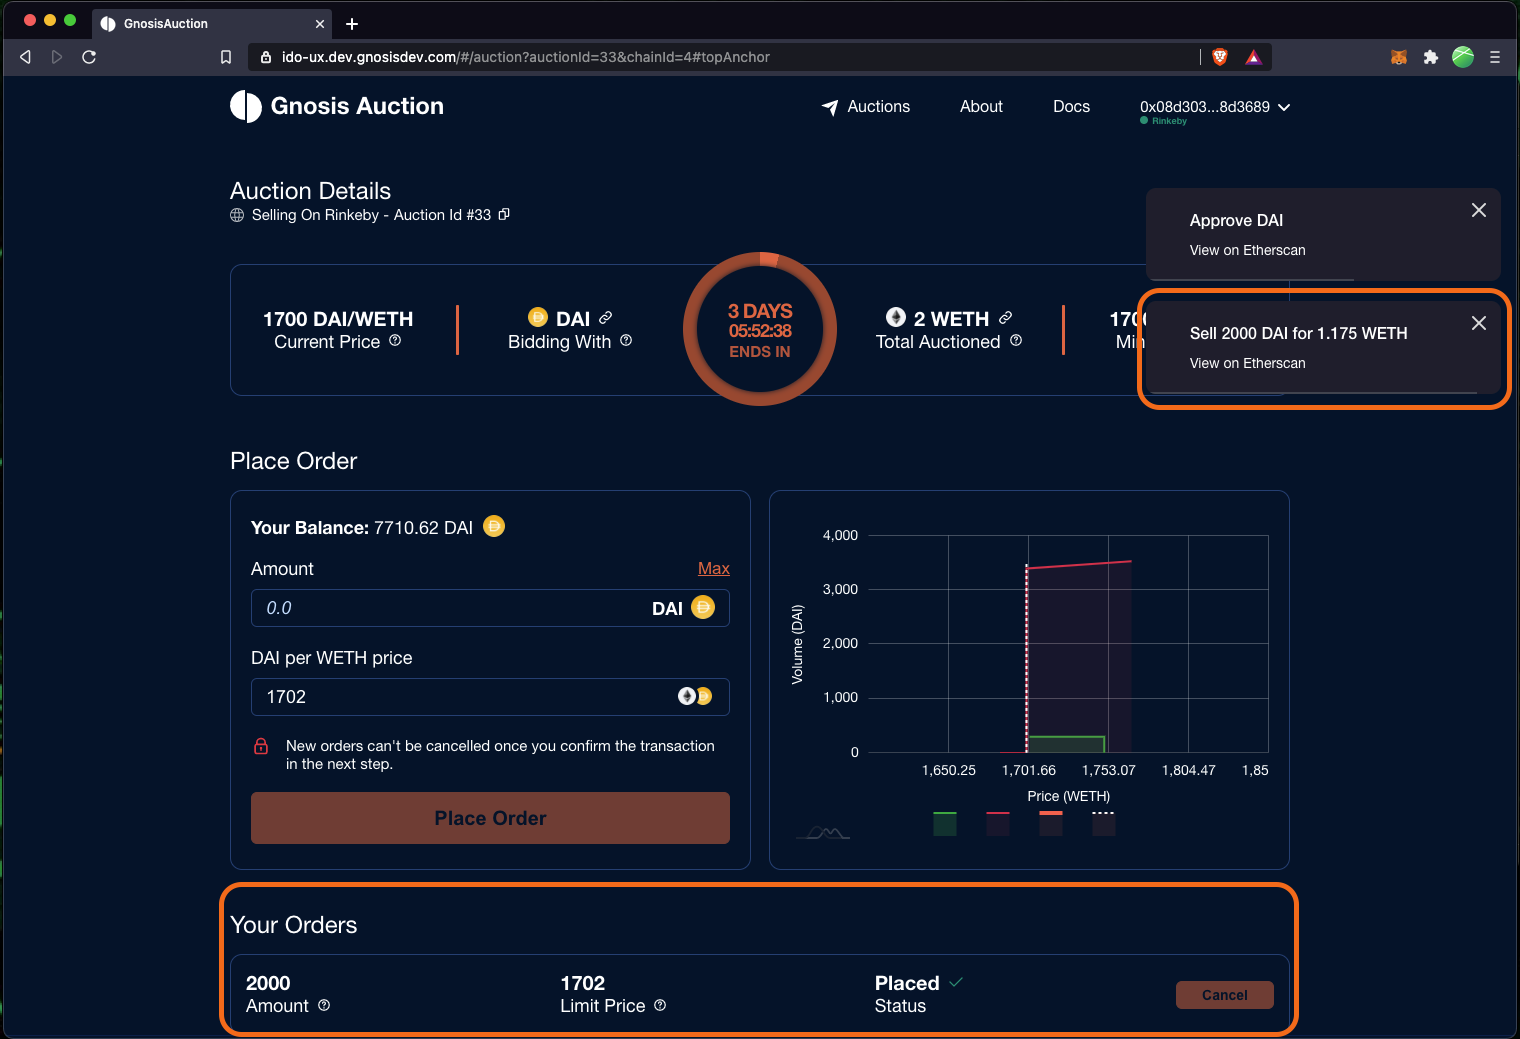 GnosisAuction
ido-ux.dev.gnosisdev.com/#/auction?auctionId=33&chainId=4#topAnchor
Gnosis Auction
Auctions
About
Docs
0x08d303...8d3689
Rinkeby
Auction Details
Selling On Rinkeby - Auction Id #33
Approve DAI
View on Etherscan
1700 DAI/WETH
Current Price
DAI
Bidding With
3 DAYS
05:52:38
ENDS IN
2 WETH
Total Auctioned
Sell 2000 DAI for 1.175 WETH
View on Etherscan
Place Order
Your Balance: 7710.62 DAI
Amount
Max
0.0
DAI
DAI per WETH price
1702
New orders can't be cancelled once you confirm the transaction
in the next step.
Place Order
4,000
3,000
2,000
1,000
0
Volume (DAI)
1,650.25
1,701.66
1,753.07
1,804.47
1,85
Price (WETH)
Your Orders
2000
Amount
1702
Limit Price
Placed
Status
Cancel